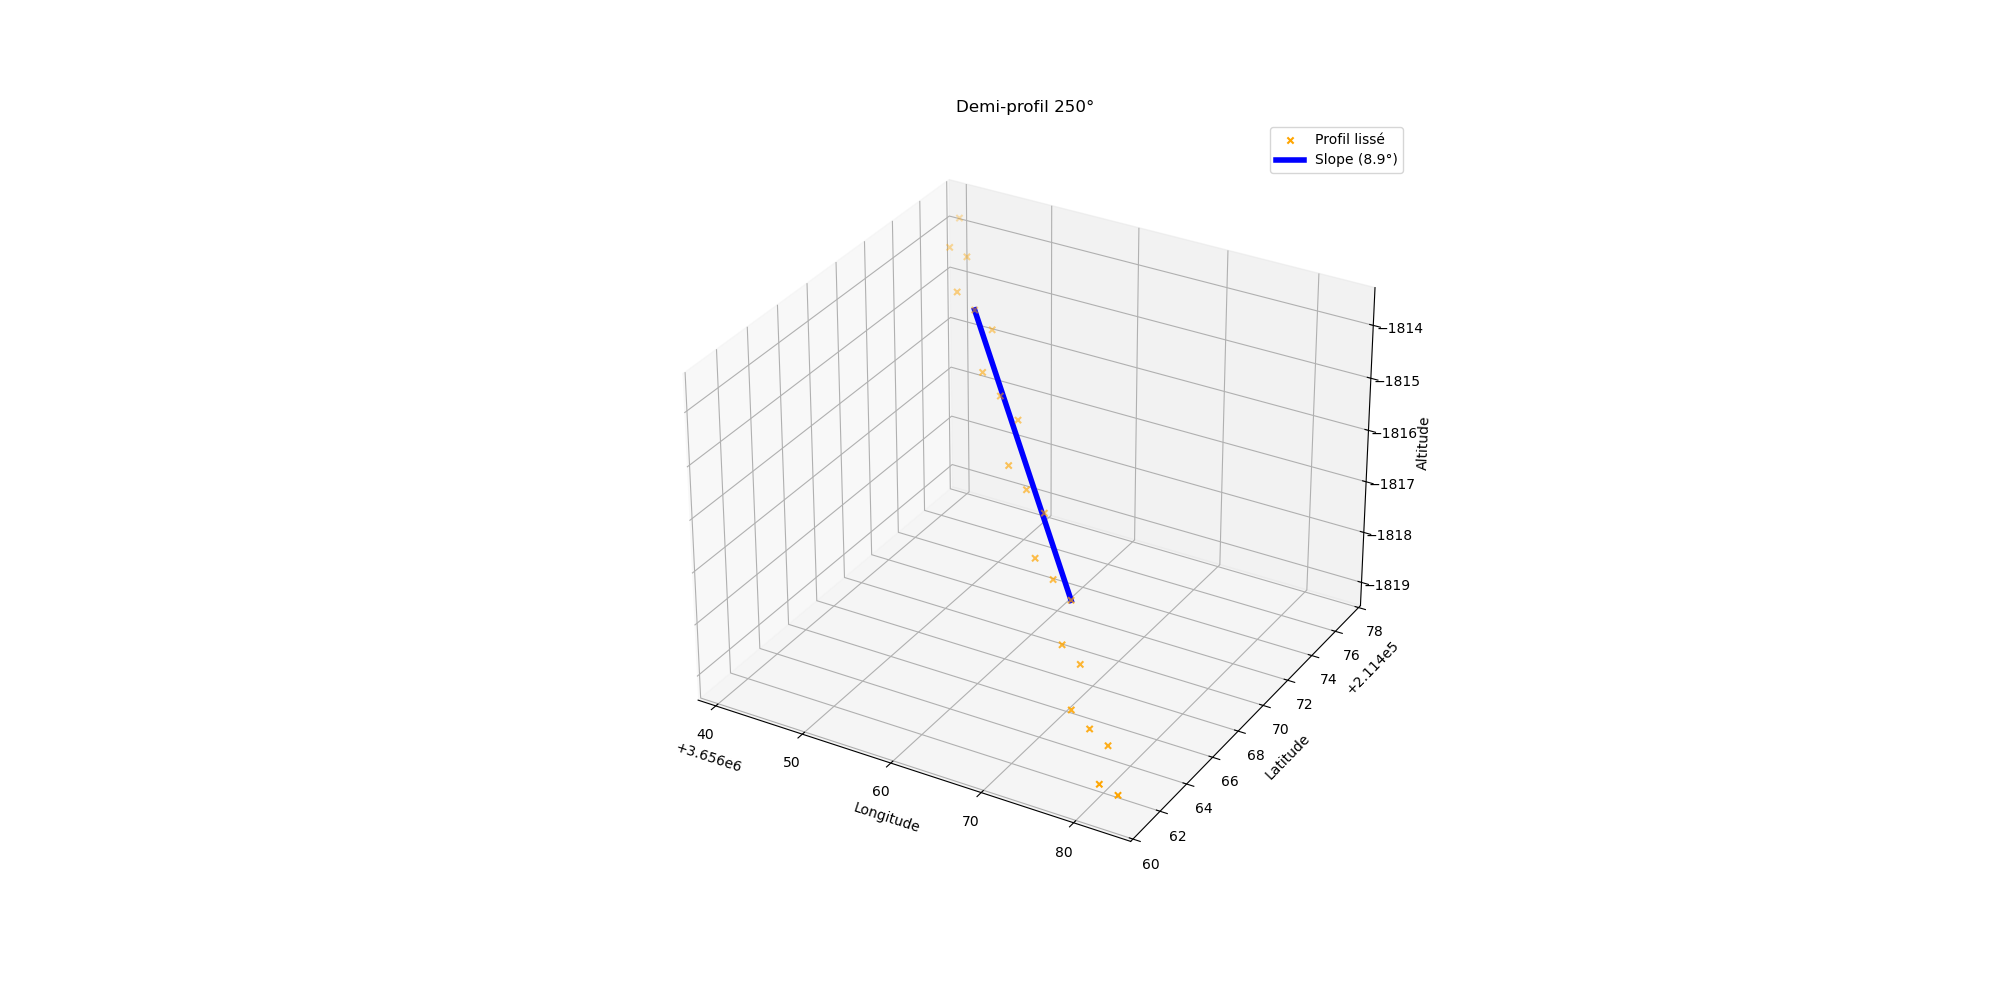 Demi-profil 250°
Profil lissé
Slope (8.9°)
−1814
−1815
−1816
−1817
−1818
−1819
Altitude
78
76
74
72
70
68
66
64
62
60
+2.114e5
Latitude
40
50
60
70
80
+3.656e6
Longitude